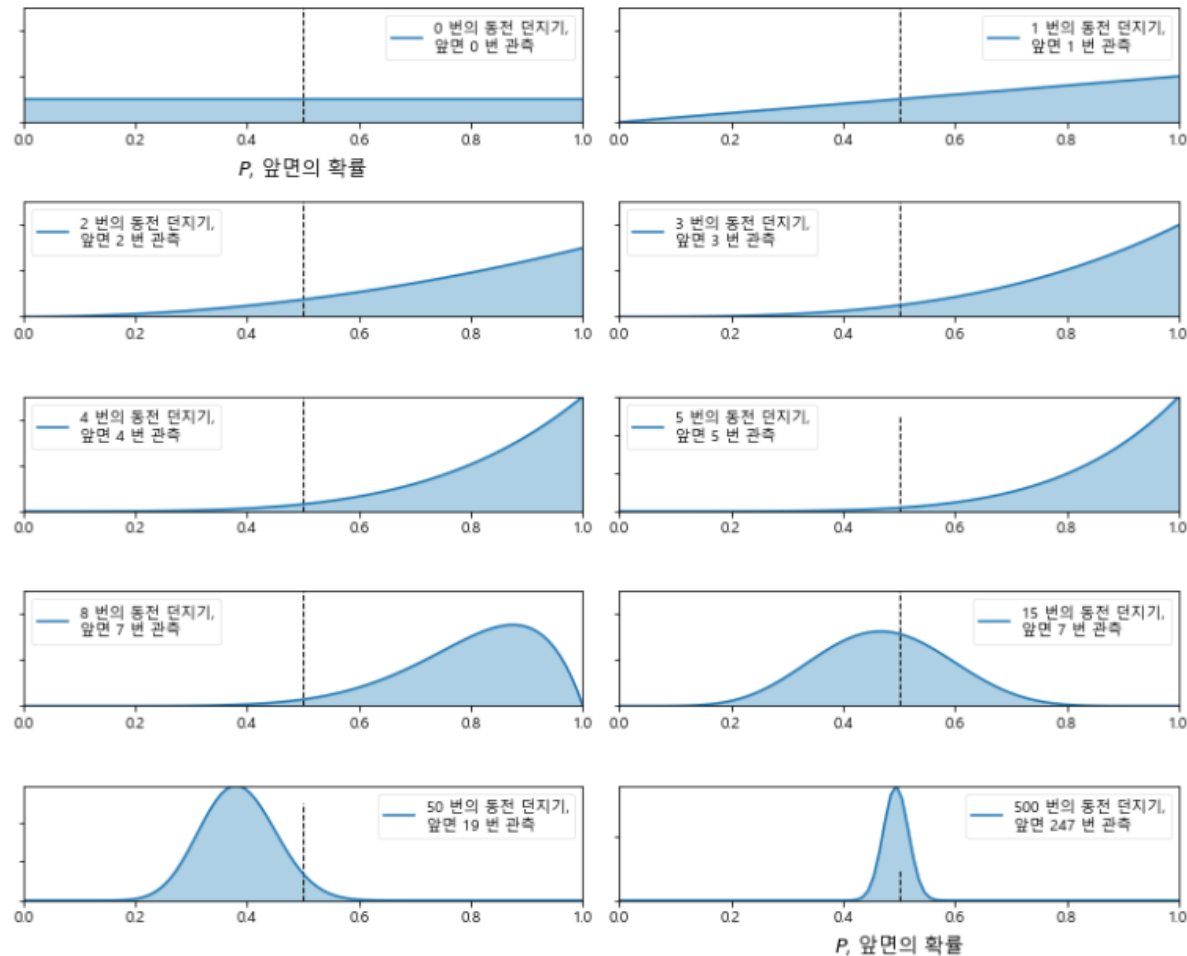 0 번의 동전 던지기,
앞면 0 번 관측
0.0 0.2 0.4 0.6 0.8 1.0
P, 앞면의 확률
1 번의 동전 던지기,
앞면 1 번 관측
0.0 0.2 0.4 0.6 0.8 1.0
2 번의 동전 던지기,
앞면 2 번 관측
0.0 0.2 0.4 0.6 0.8 1.0
3 번의 동전 던지기,
앞면 3 번 관측
0.0 0.2 0.4 0.6 0.8 1.0
4 번의 동전 던지기,
앞면 4 번 관측
0.0 0.2 0.4 0.6 0.8 1.0
5 번의 동전 던지기,
앞면 5 번 관측
0.0 0.2 0.4 0.6 0.8 1.0
8 번의 동전 던지기,
앞면 7 번 관측
0.0 0.2 0.4 0.6 0.8 1.0
15 번의 동전 던지기,
앞면 7 번 관측
0.0 0.2 0.4 0.6 0.8 1.0
50 번의 동전 던지기,
앞면 19 번 관측
0.0 0.2 0.4 0.6 0.8 1.0
500 번의 동전 던지기,
앞면 247 번 관측
0.0 0.2 0.4 0.6 0.8 1.0
P, 앞면의 확률